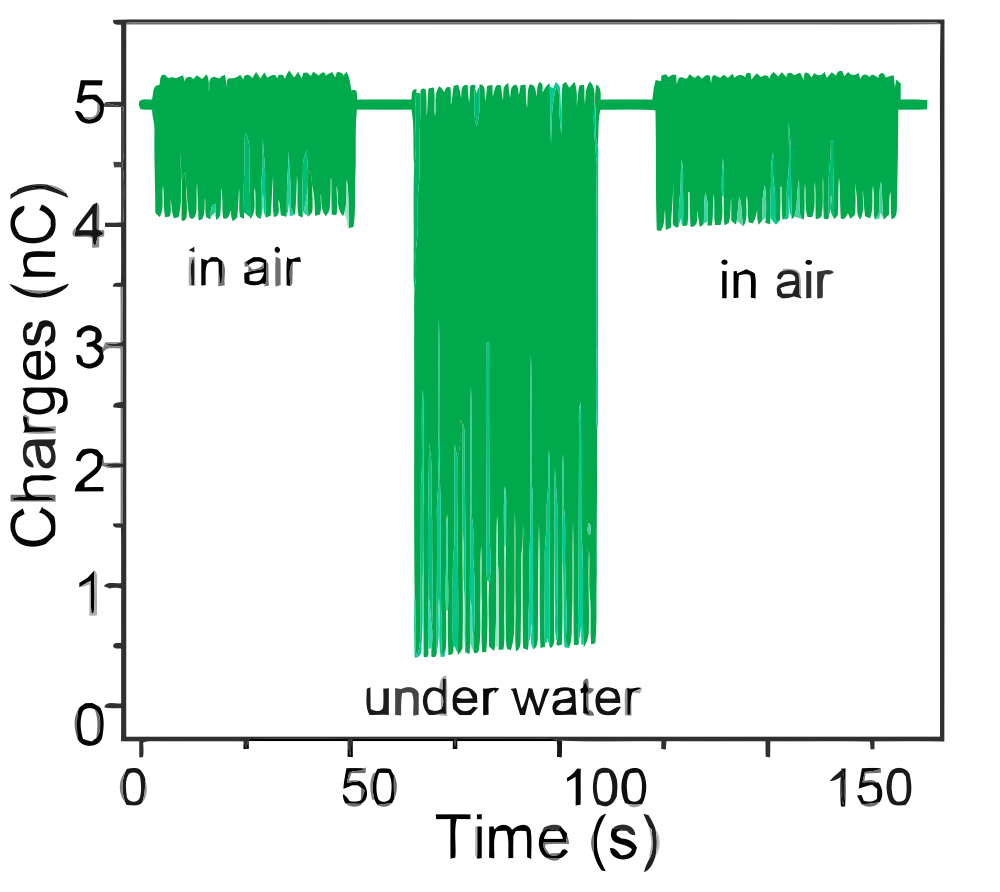 Charges (nC)
5
4
3
2
1
0
in air
in air
under water
0 50 100 150
Time (s)